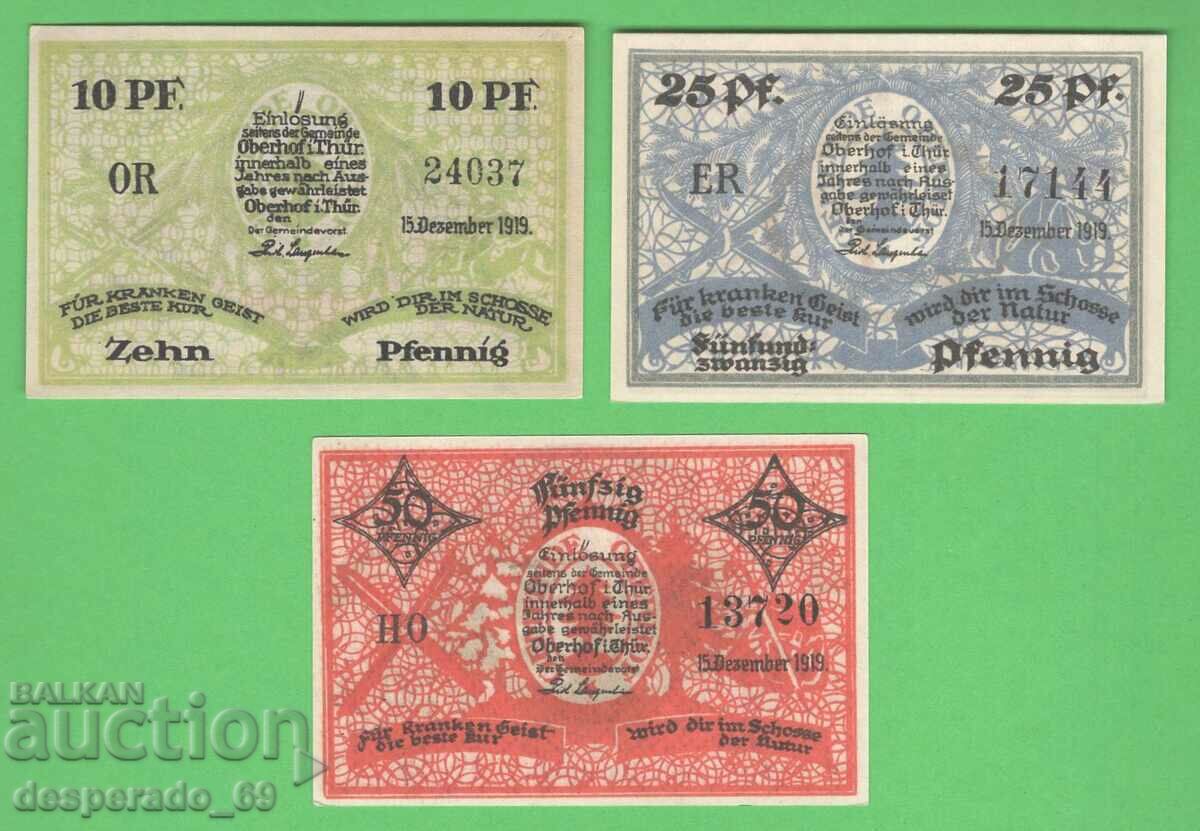 10 PF.
10 PF.
Einlösung
seitens der Gemeinde
Oberhof i. Thür.
innerhalb eines
Jahres nach Aus-
gabe gewährleistet
Oberhof i. Thür.
den
Der Gemeindevorst.
OR
24037
15. Dezember 1919.
FÜR KRANKEN GEIST
DIE BESTE KUR
WIRD DIR IM SCHOSSE
DER NATUR
Zehn
Pfennig
25 Pf.
25 Pf.
Einlösung
seitens der Gemeinde
Oberhof i. Thür
innerhalb eines
Jahres nach Aus-
gabe gewährleiset
Oberhof i. Thür.
den
Der Gemeindevorst
ER
17144
15. Dezember 1919.
Für kranken Geist
die beste kur
wird dir im Schosse
der Natur
Fünfund-
zwanzig
Pfennig
50
PFENNIG
Fünfzig
Pfennig
50
PFENNIG
Einlösung
seitens der Gemeinde
Oberhof i. Thür
innerhalb eines
Jahres nach Aus-
gabe gewährleistet
Oberhof i. Thür.
den
Der Gemeindevorst
HO
13720
15. Dezember 1919.
für kranken Geist
die beste kur
wird dir im Schosse
der Natur
BALKAN
auction
desperado_69